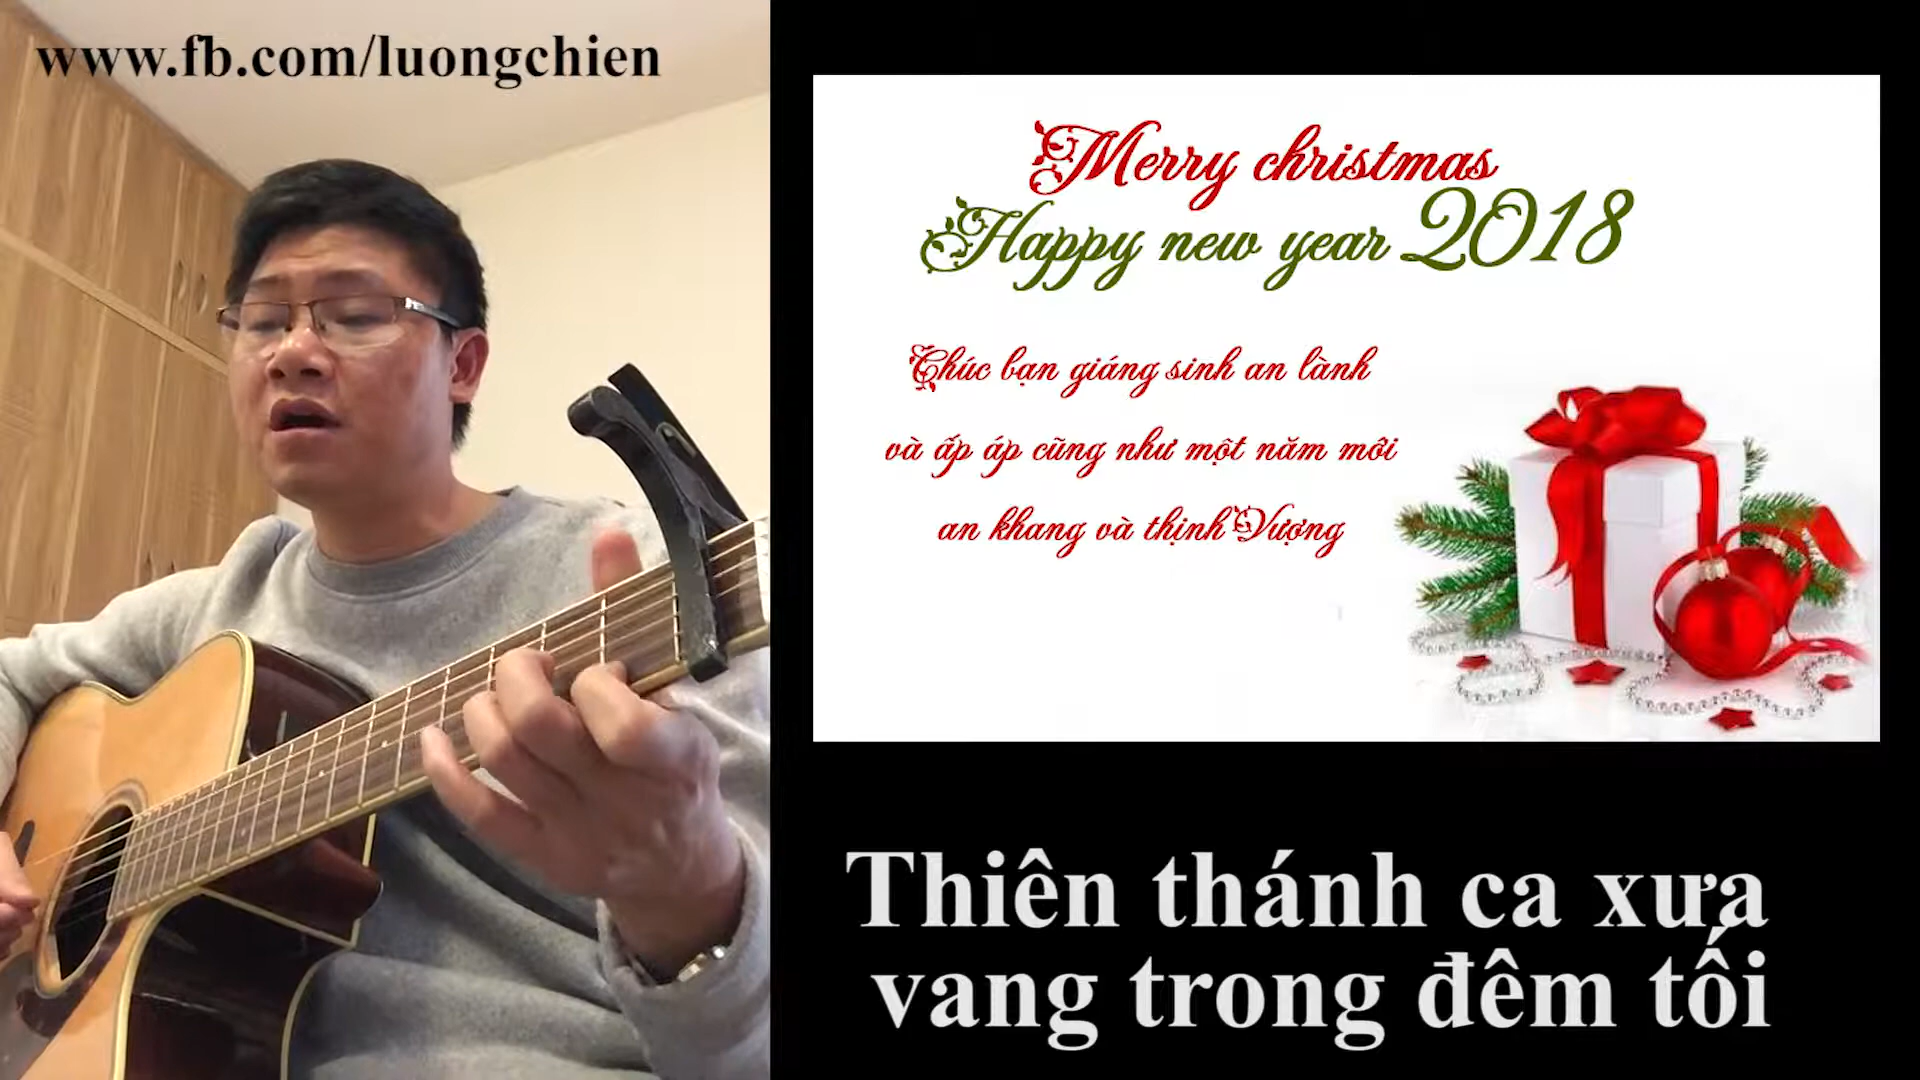 www.fb.com/luongchien
Merry christmas
Happy new year 2018
Chúc bạn giáng sinh an lành
và ấp áp cũng như một năm mới
an khang và thịnh Vượng
Thiên thánh ca xưa
vang trong đêm tối